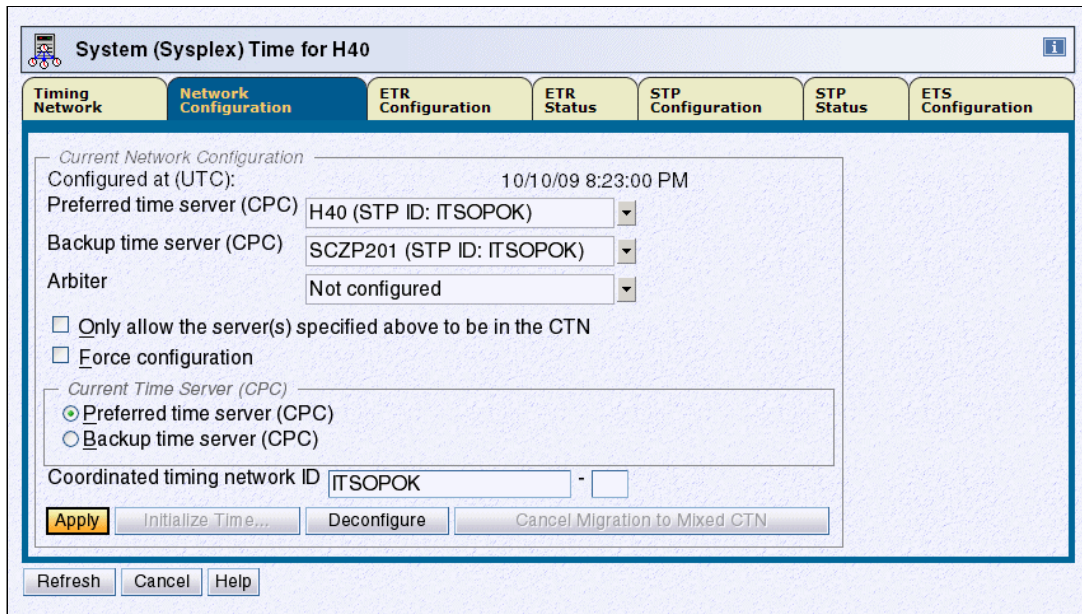 System (Sysplex) Time for H40
i
Timing Network
Network Configuration
ETR Configuration
ETR Status
STP Configuration
STP Status
ETS Configuration
Current Network Configuration
Configured at (UTC): 10/10/09 8:23:00 PM
Preferred time server (CPC) H40 (STP ID: ITSOPOK)
Backup time server (CPC) SCZP201 (STP ID: ITSOPOK)
Arbiter Not configured
Only allow the server(s) specified above to be in the CTN
Force configuration
Current Time Server (CPC)
Preferred time server (CPC)
Backup time server (CPC)
Coordinated timing network ID ITSOPOK -
Apply Initialize Time... Deconfigure Cancel Migration to Mixed CTN
Refresh Cancel Help